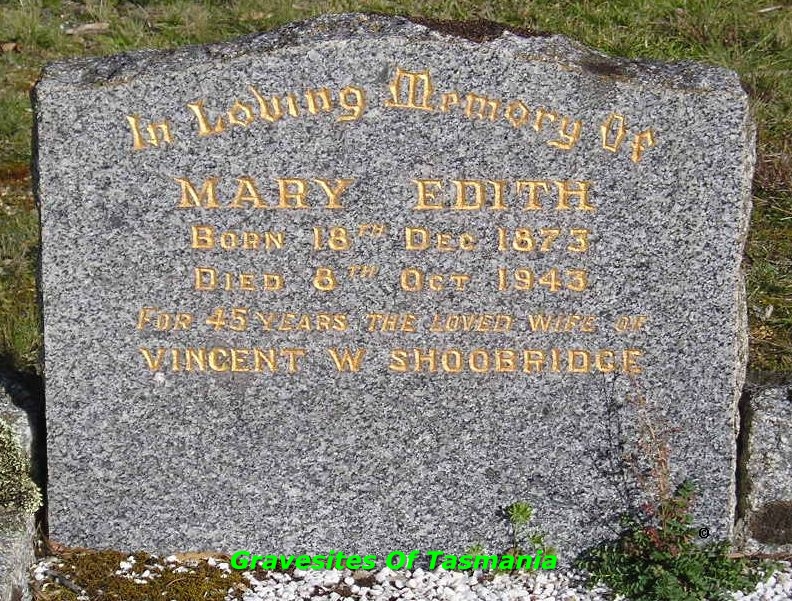 In Loving Memory Of
MARY EDITH
BORN 18TH DEC 1873
DIED 8TH OCT 1943
FOR 45 YEARS THE LOVED WIFE OF
VINCENT W SHOOBRIDGE
©
Gravesites Of Tasmania